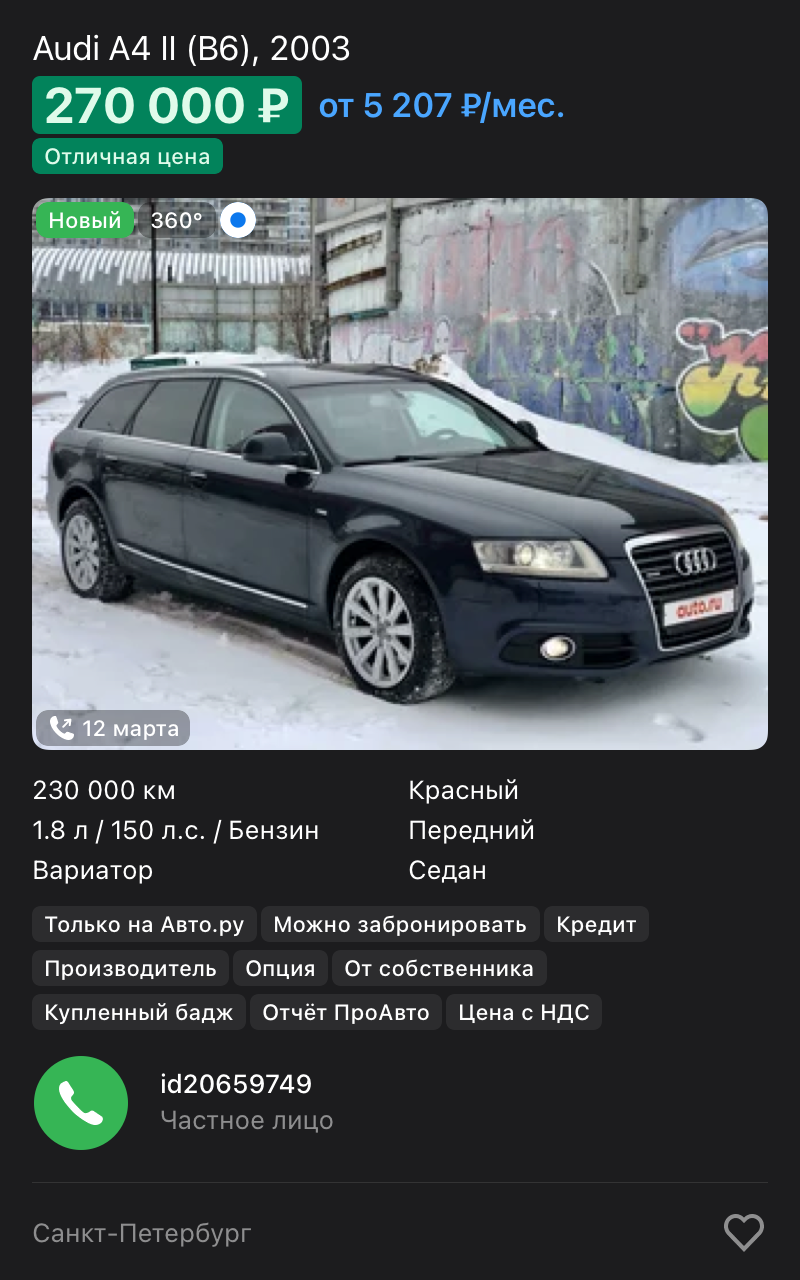 Audi A4 II (B6), 2003
270 000 ₽ от 5 207 ₽/мес.
Отличная цена
Новый 360°
auto.ru
12 марта
230 000 км Красный
1.8 л / 150 л.с. / Бензин Передний
Вариатор Седан
Только на Авто.ру Можно забронировать Кредит
Производитель Опция От собственника
Купленный бадж Отчёт ПроАвто Цена с НДС
id20659749
Частное лицо
Санкт-Петербург